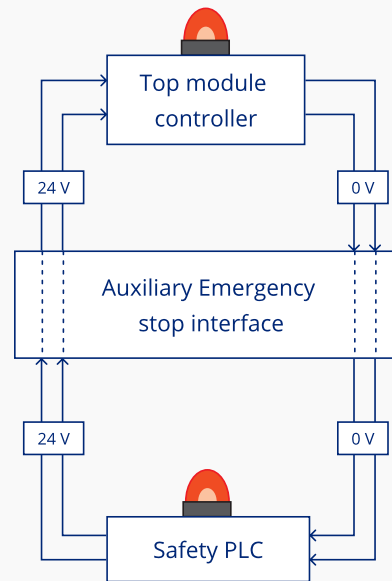 Top module
controller
24 V
0 V
Auxiliary Emergency
stop interface
24 V
0 V
Safety PLC